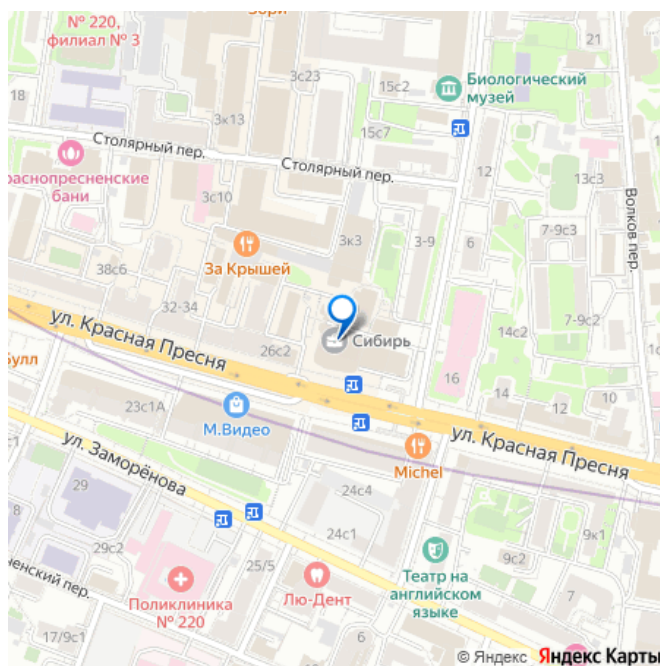 Зори
№ 220,
филиал № 3
21
3с23
15с2
Биологический
музей
18
3к13
15с7
Столярный пер.
Столярный пер.
12
Краснопресненские
бани
13с3
3с10
Волков пер.
3к3
3-9
6
7-9с3
За Крышей
38с6
32-34
ул. Красная Пресня
Сибирь
14с2
7-9с2
26с2
Булл
16
14
12
10
23с1А
М.Видео
ул. Красная Пресня
ул. Заморёнова
Michel
29
24с4
9к1
29с2
24с1
9с2
25/5
Театр на
английском
языке
Лю-Дент
7
ненский пер.
Поликлиника
№ 220
17/9с1
© Яндекс Яндекс Карты